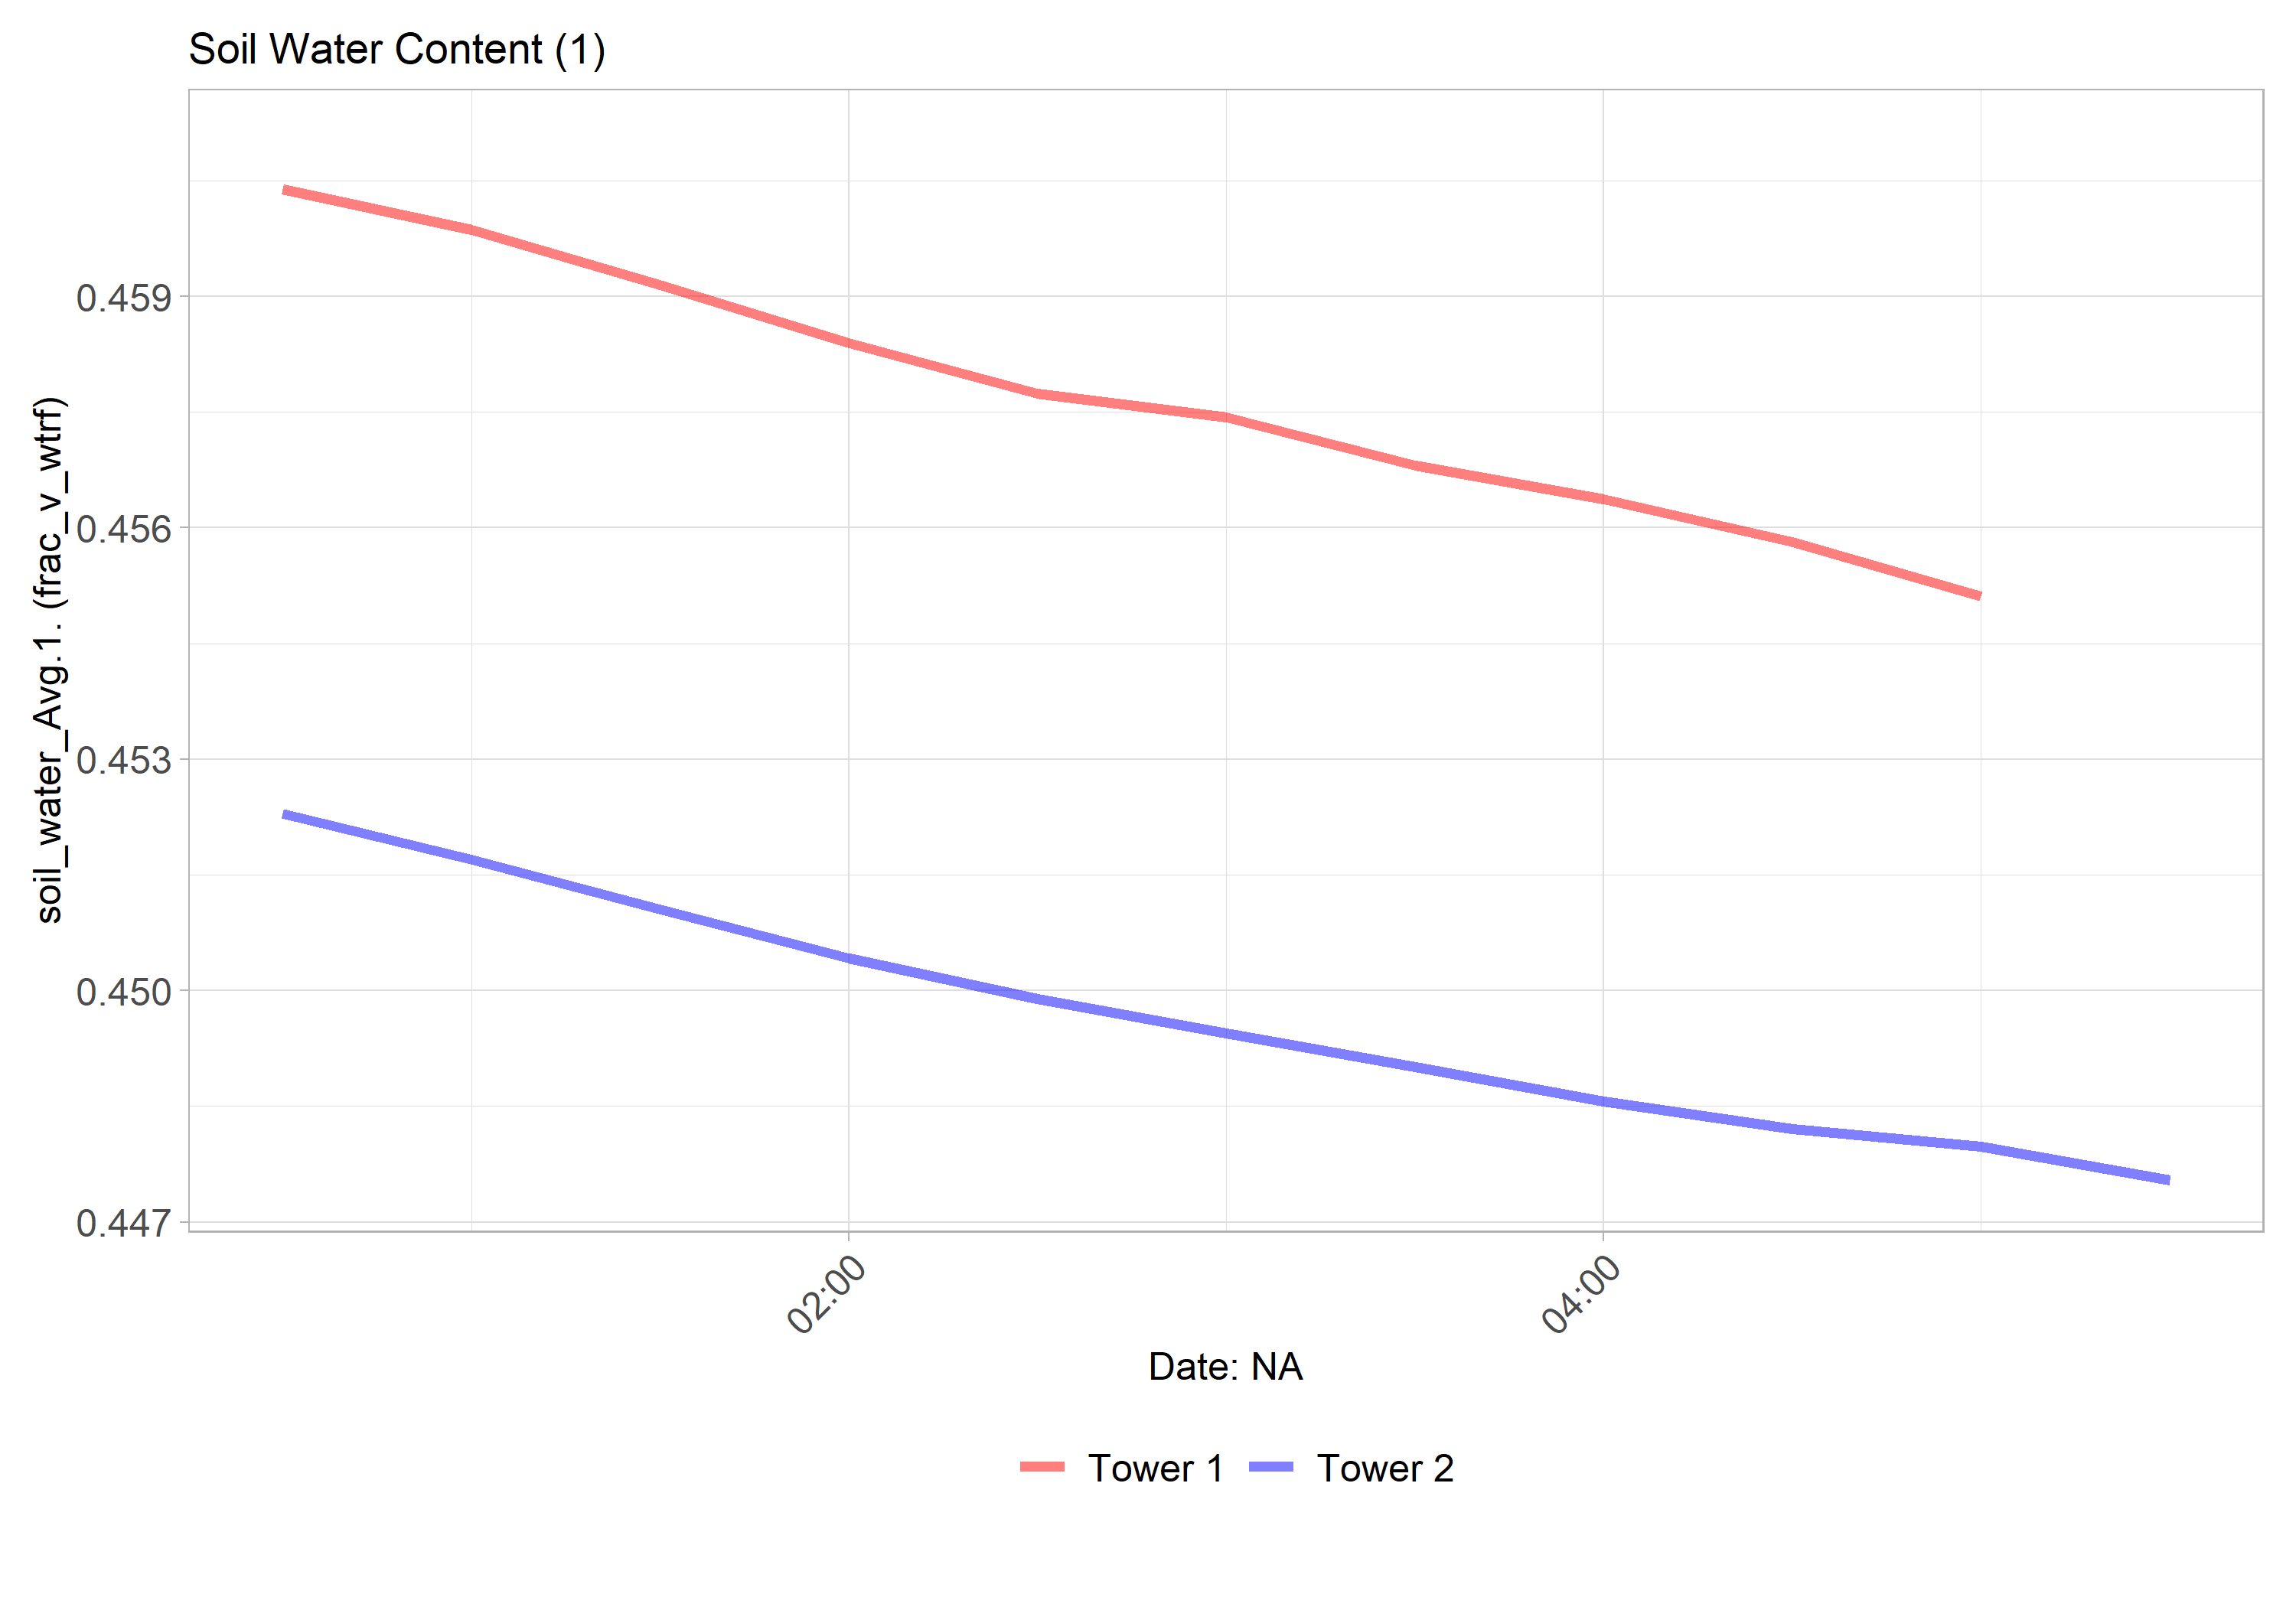 Soil Water Content (1)
soil_water_Avg.1. (frac_v_wtrf)
0.459
0.456
0.453
0.450
0.447
02:00
04:00
Date: NA
Tower 1
Tower 2